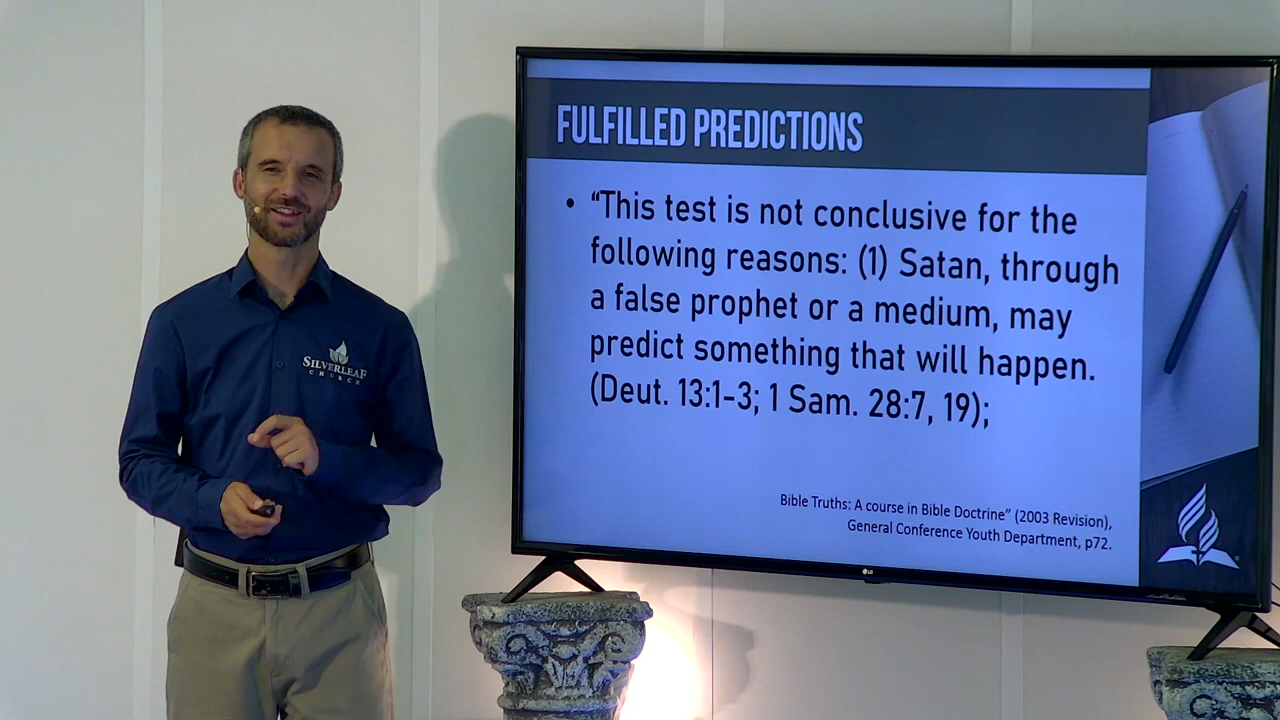 FULFILLED PREDICTIONS
• “This test is not conclusive for the
following reasons: (1) Satan, through
a false prophet or a medium, may
predict something that will happen.
(Deut. 13:1-3; 1 Sam. 28:7, 19);
Bible Truths: A course in Bible Doctrine” (2003 Revision),
General Conference Youth Department, p72.
SILVERLEAF
CHURCH
LG